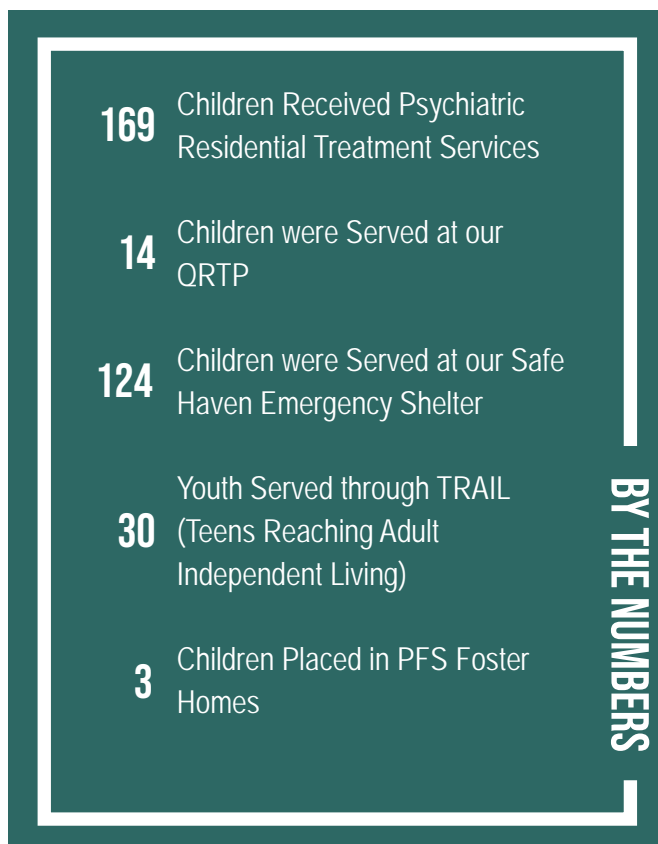 169
Children Received Psychiatric
Residential Treatment Services
14
Children were Served at our
QRTP
124
Children were Served at our Safe
Haven Emergency Shelter
30
Youth Served through TRAIL
(Teens Reaching Adult
Independent Living)
3
Children Placed in PFS Foster
Homes
BY THE NUMBERS